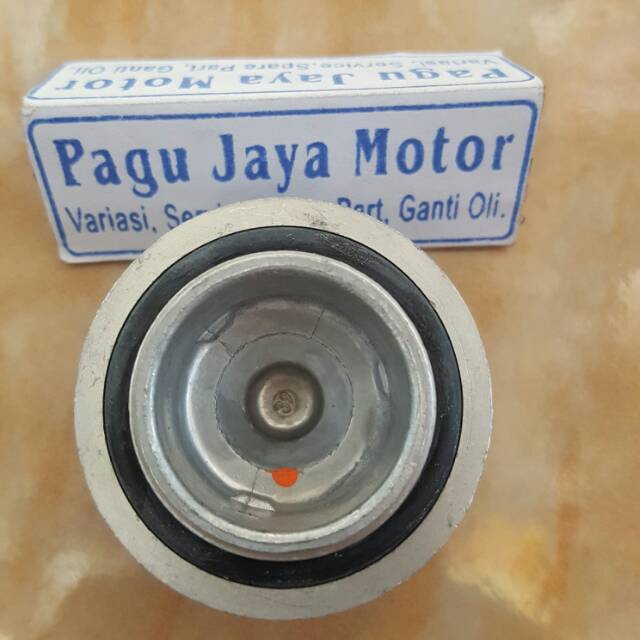 Variasi, Service,Spare Part, Ganti Oli.
Pagu Jaya Motor
Pagu Jaya Motor
Variasi, Part, Ganti Oli.